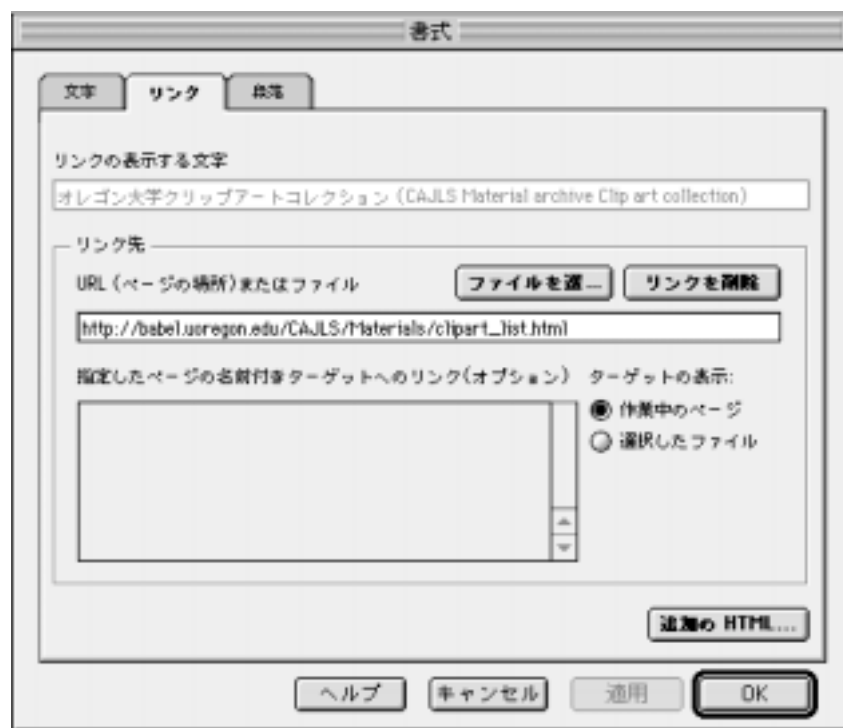 書式
文字 リンク 段落
リンクの表示する文字
オレゴン大学クリップアートコレクション (CAJLS Material archive Clip art collection)
リンク先
URL (ページの場所)またはファイル ファイルを選... リンクを削除
http://babel.uoregon.edu/CAJLS/Materials/clipart_list.html
指定したページの名前付きターゲットへのリンク(オプション) ターゲットの表示:
作業中のページ
選択したファイル
追加の HTML...
ヘルプ キャンセル 適用 OK